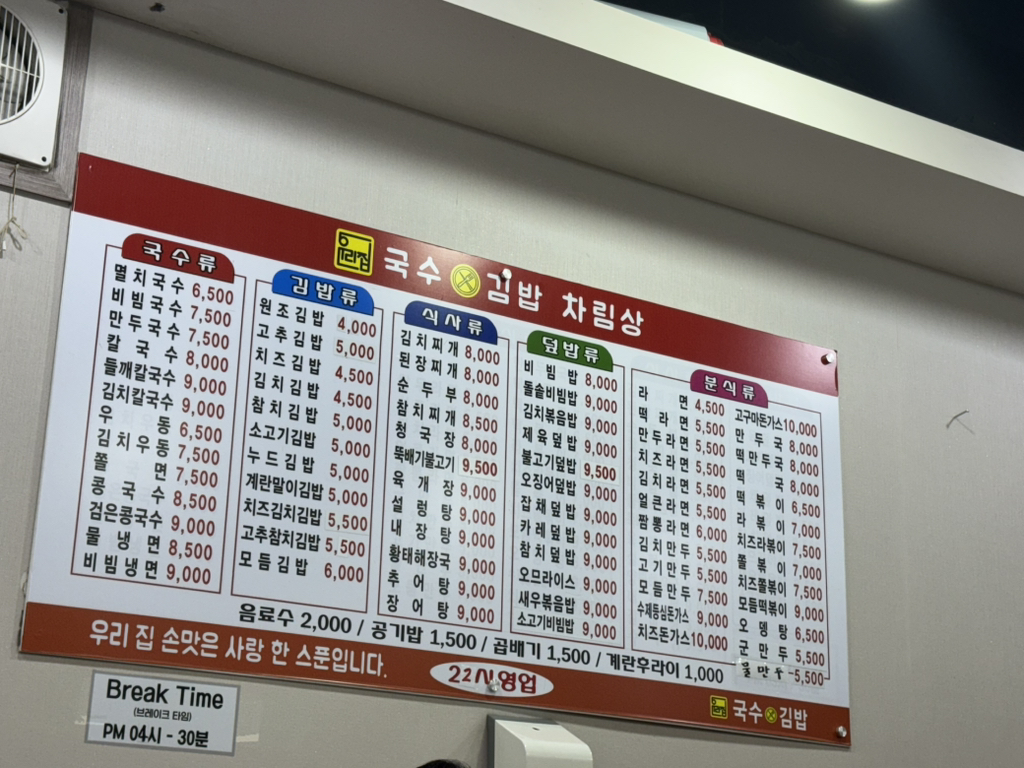 우리집 국수 김밥 차림상
국수류
멸치국수 6,500
비빔국수 7,500
만두국수 7,500
칼국수 8,000
들깨칼국수 9,000
김치칼국수 9,000
우동 6,500
김치우동 7,500
쫄면 7,500
콩국수 8,500
검은콩국수 9,000
물냉면 8,500
비빔냉면 9,000
김밥류
원조김밥 4,000
고추김밥 5,000
치즈김밥 4,500
김치김밥 4,500
참치김밥 5,000
소고기김밥 5,000
누드김밥 5,000
계란말이김밥 5,000
치즈김치김밥 5,500
고추참치김밥 5,500
모듬김밥 6,000
식사류
김치찌개 8,000
된장찌개 8,000
순두부 8,000
참치찌개 8,500
청국장 8,000
뚝배기불고기 9,500
육개장 9,000
설렁탕 9,000
내장탕 9,000
황태해장국 9,000
추어탕 9,000
장어탕 9,000
덮밥류
비빔밥 8,000
돌솥비빔밥 9,000
김치볶음밥 9,000
제육덮밥 9,000
불고기덮밥 9,500
오징어덮밥 9,000
잡채덮밥 9,000
카레덮밥 9,000
참치덮밥 9,000
오므라이스 9,000
새우볶음밥 9,000
소고기비빔밥 9,000
분식류
라면 4,500
떡라면 5,500
만두라면 5,500
치즈라면 5,500
김치라면 5,500
얼큰라면 5,500
짬뽕라면 6,000
김치만두 5,500
고기만두 5,500
모듬만두 7,500
수제등심돈가스 9,000
치즈돈가스 10,000
고구마돈가스 10,000
만두국 8,000
떡만두국 8,000
떡국 8,000
떡볶이 6,500
라볶이 7,000
치즈라볶이 7,500
쫄볶이 7,000
치즈쫄볶이 7,500
모듬떡볶이 9,000
오뎅탕 6,500
군만두 5,500
물만두 5,500
음료수 2,000 / 공기밥 1,500 / 곱배기 1,500 / 계란후라이 1,000
우리 집 손맛은 사랑 한 스푼입니다.
22시 영업
우리집 국수 김밥
Break Time
(브레이크 타임)
PM 04시 - 30분